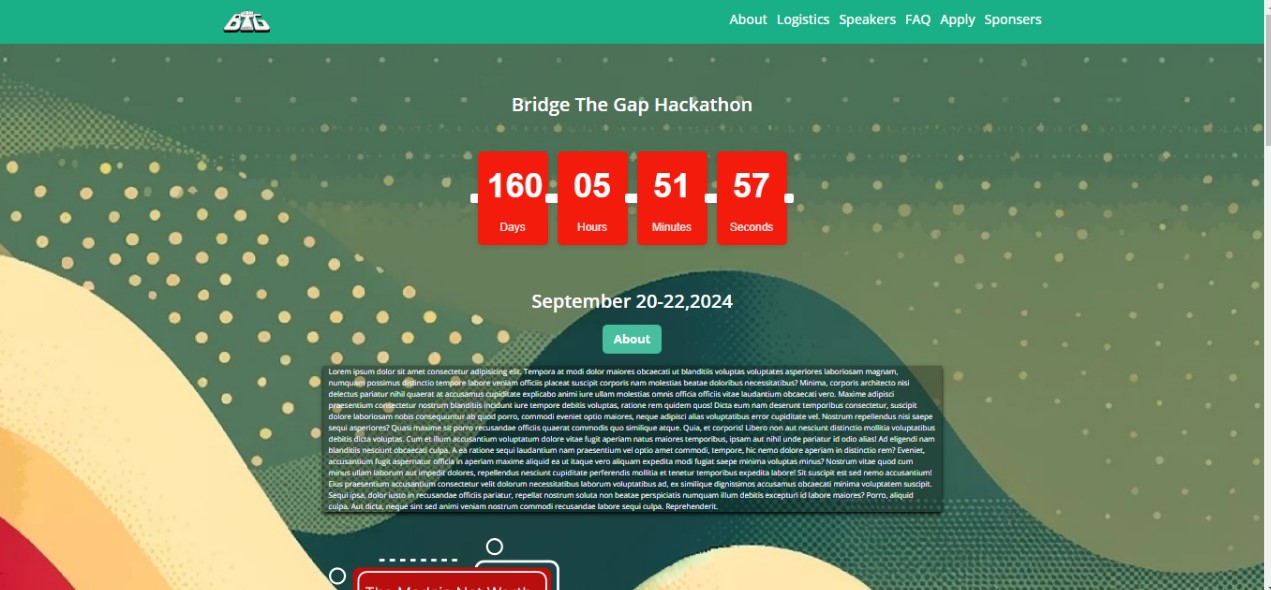 BTG
About Logistics Speakers FAQ Apply Sponsers
Bridge The Gap Hackathon
160 05 51 57
Days Hours Minutes Seconds
September 20-22,2024
About
Lorem ipsum dolor sit amet consectetur adipisicing elit. Tempora at modi dolor maiores obcaecati ut blanditiis voluptas voluptates asperiores laboriosam magnam,
numquam possimus distinctio tempore labore veniam officiis placeat suscipit corporis nam molestias beatae doloribus necessitatibus? Minima, corporis architecto nisi
delectus pariatur nihil quaerat at accusamus cupiditate explicabo animi iure ullam molestias omnis officia officiis vitae laudantium obcaecati vero. Maxime adipisci
praesentium consectetur nostrum blanditiis incidunt iure tempore debitis voluptas, ratione rem quidem quos! Dicta eum nam deserunt temporibus consectetur, suscipit
dolore laboriosam nobis consequuntur ab quod porro, commodi eveniet optio maiores, neque adipisci alias voluptatibus error cupiditate vel. Nostrum repellendus nisi saepe
sequi asperiores? Quasi maxime sit porro recusandae officiis quaerat commodis quo similique atque. Quia, et corporis! Libero non aut nesciunt distinctio mollitia voluptatibus
debitis dicta voluptas. Cum et illum accusantium voluptatum dolore vitae fugit aperiam natus maiores temporibus, ipsam aut nihil unde pariatur id odio alias! Ad eligendi nam
blanditiis nesciunt obcaecati culpa. A ea ratione sequi laudantium nam praesentium vel optio amet commodi, tempore, hic nemo dolore aperiam in distinctio rem? Eveniet,
accusantium fugit aspernatur officia in aperiam maxime aliquid ea ut itaque vero aliquam expedita modi fugiat saepe minima voluptas minus? Nostrum vitae quod cum
minus ullam laborum aut impedit dolores, repellendus nesciunt cupiditate perferendis mollitia ex et tenetur temporibus expedita labore! Sit suscipit est sed nemo accusantium!
Eius praesentium accusantium consectetur velit dolorum necessitatibus laborum voluptatibus ad, ex similique dignissimos accusamus obcaecati minima voluptatem suscipit.
Sequi ipsa, dolor iusto in recusandae officiis pariatur, repellat nostrum soluta non beatae perspiciatis numquam illum debitis excepturi id labore maiores? Porro, aliquid
culpa. Aut dicta, neque sint sed animi veniam nostrum commodi recusandae labore sequi culpa. Reprehenderit.